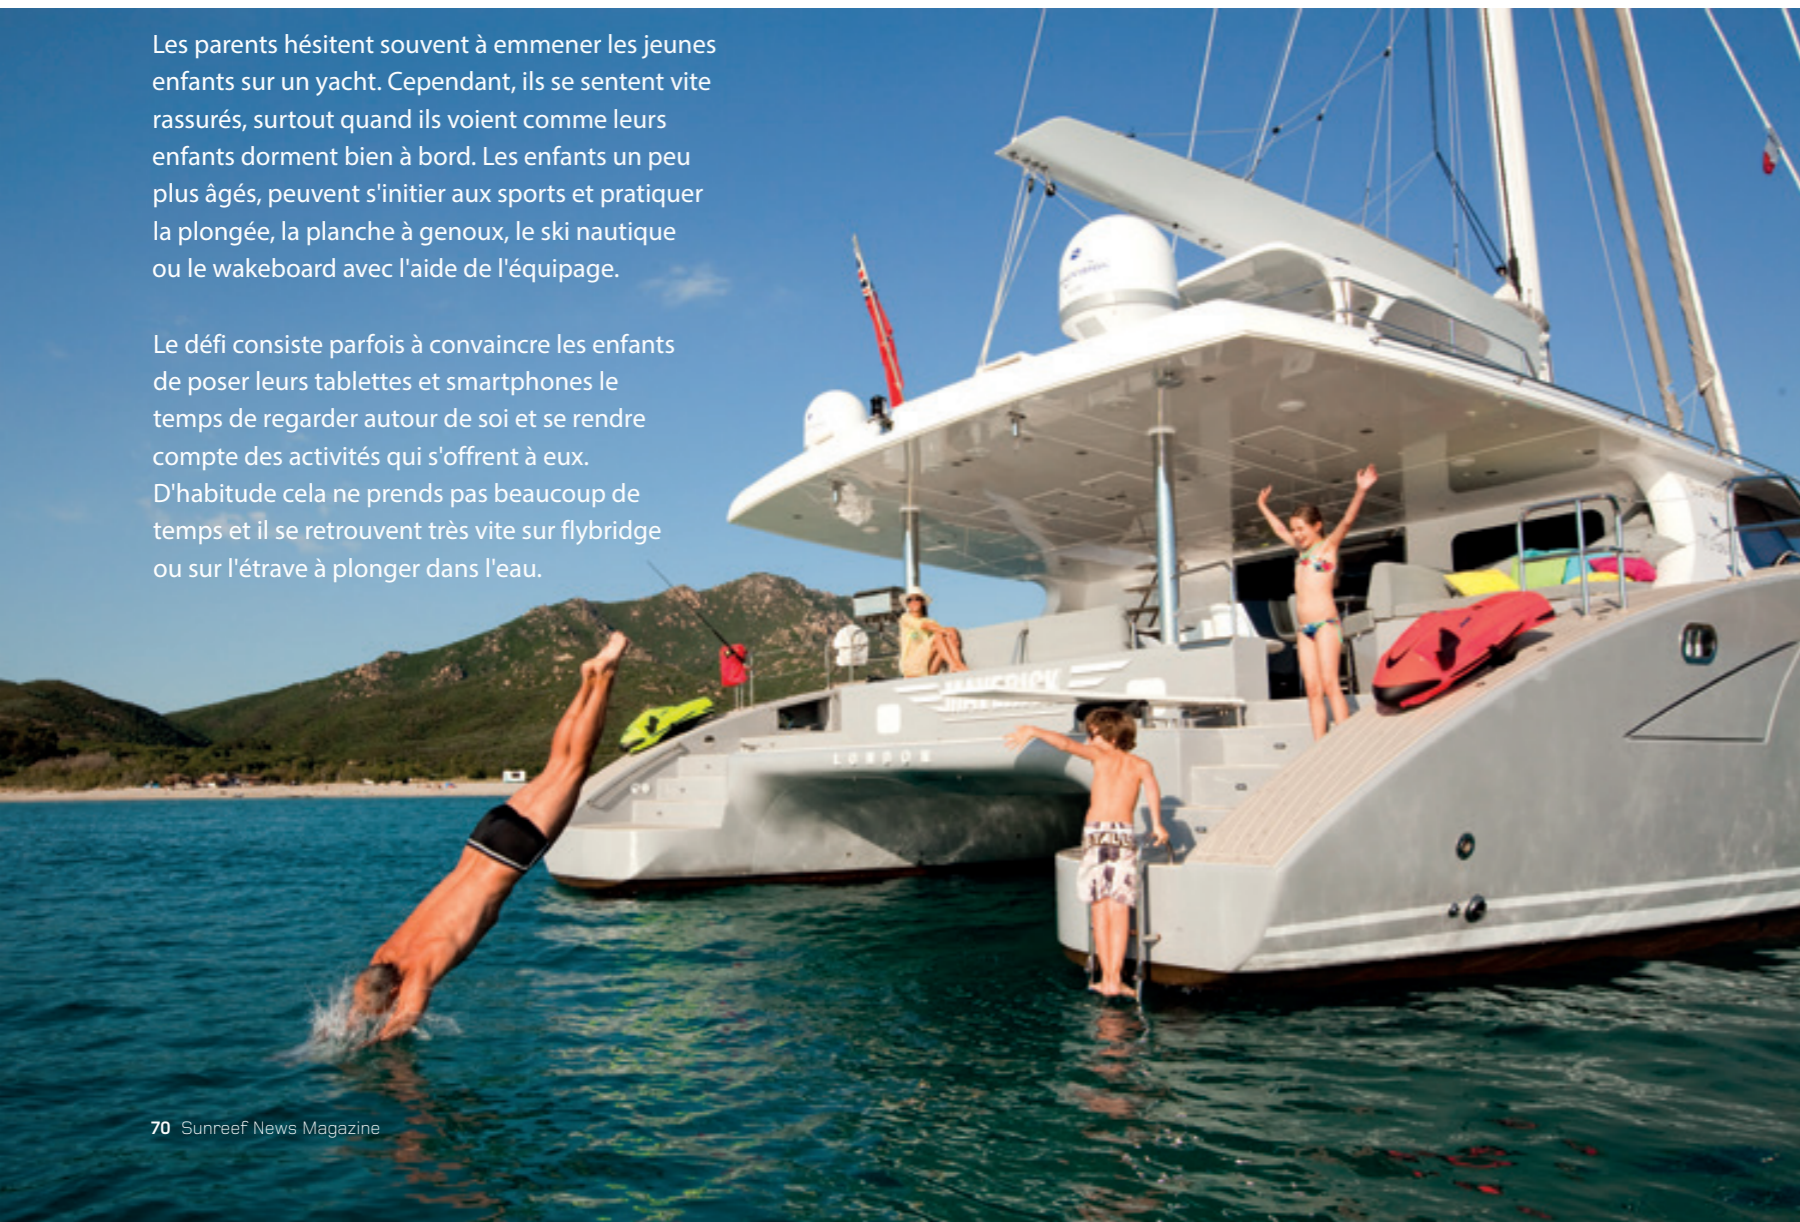 Les parents hésitent souvent à emmener les jeunes
enfants sur un yacht. Cependant, ils se sentent vite
rassurés, surtout quand ils voient comme leurs
enfants dorment bien à bord. Les enfants un peu
plus âgés, peuvent s'initier aux sports et pratiquer
la plongée, la planche à genoux, le ski nautique
ou le wakeboard avec l'aide de l'équipage.
Le défi consiste parfois à convaincre les enfants
de poser leurs tablettes et smartphones le
temps de regarder autour de soi et se rendre
compte des activités qui s'offrent à eux.
D'habitude cela ne prends pas beaucoup de
temps et il se retrouvent très vite sur flybridge
ou sur l'étrave à plonger dans l'eau.
MAVERICK
LONDON
70 Sunreef News Magazine